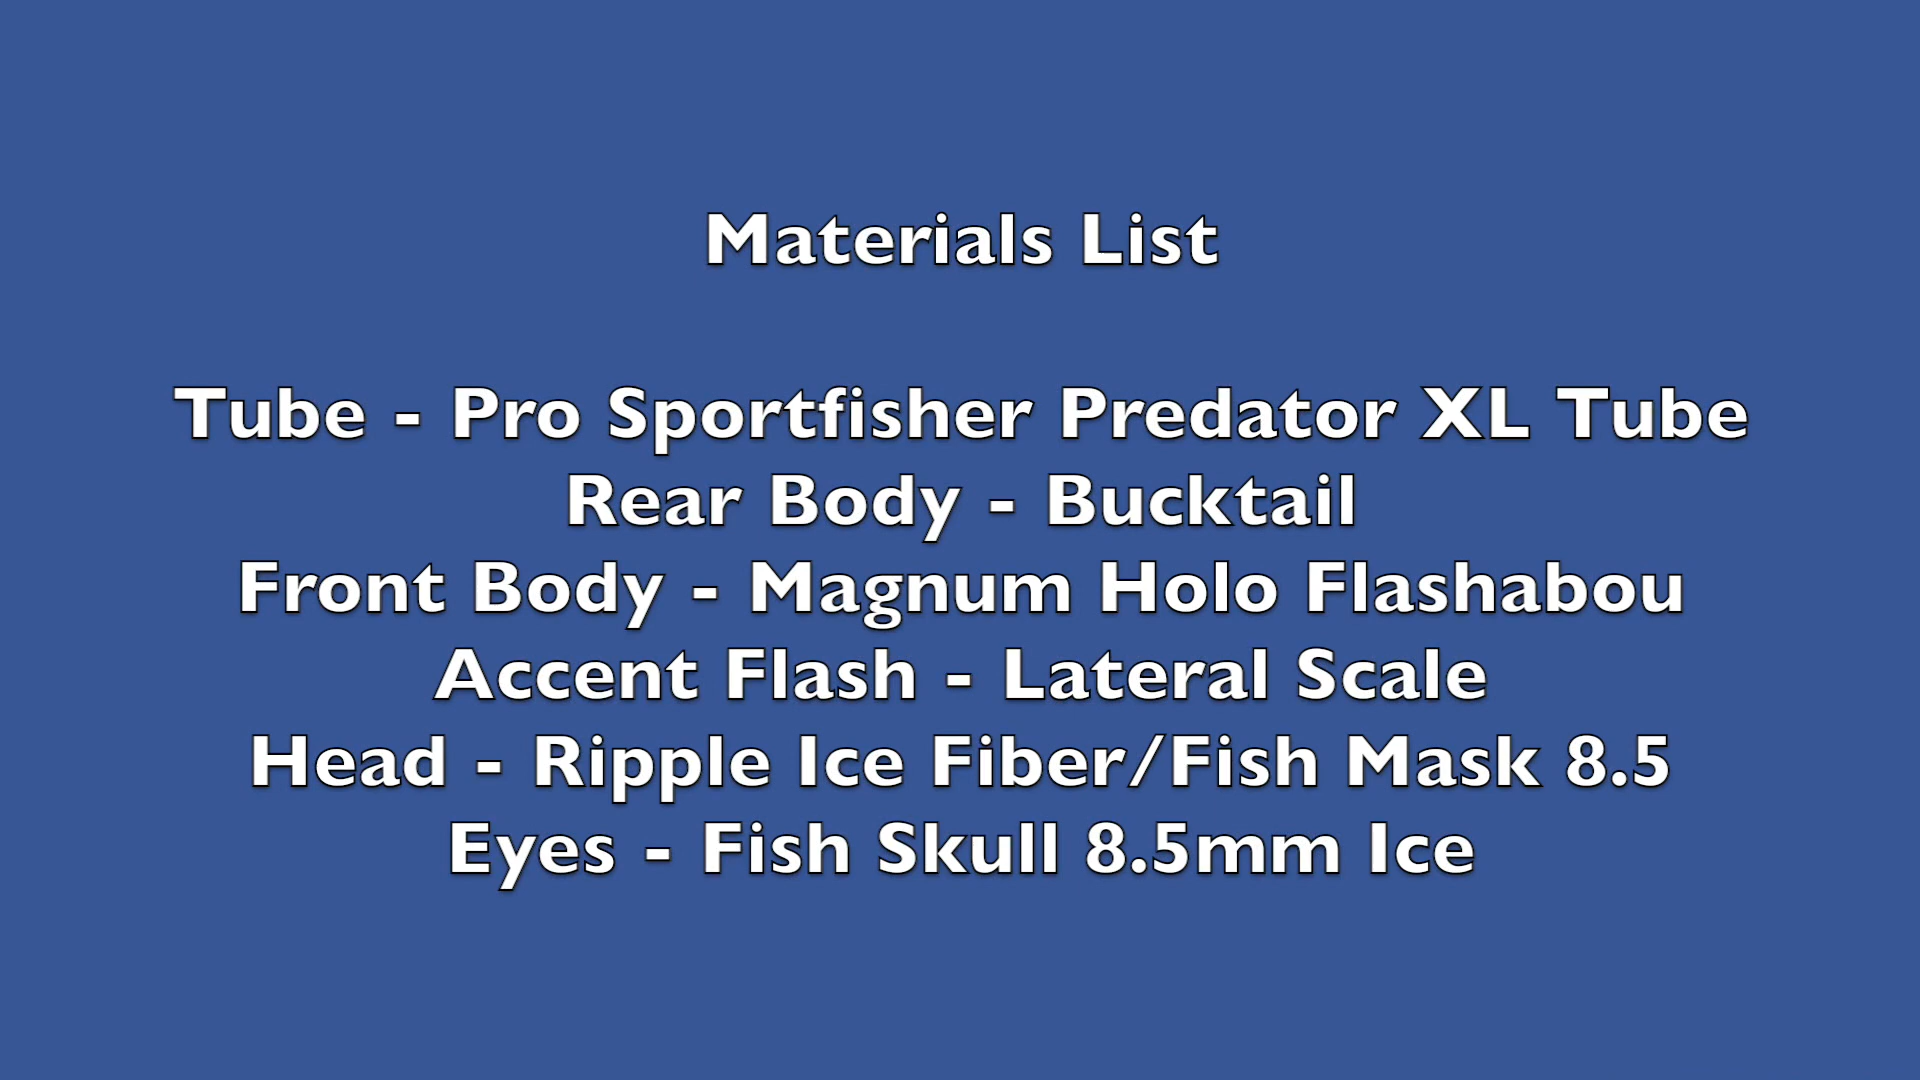 Materials List
Tube - Pro Sportfisher Predator XL Tube
Rear Body - Bucktail
Front Body - Magnum Holo Flashabou
Accent Flash - Lateral Scale
Head - Ripple Ice Fiber/Fish Mask 8.5
Eyes - Fish Skull 8.5mm Ice